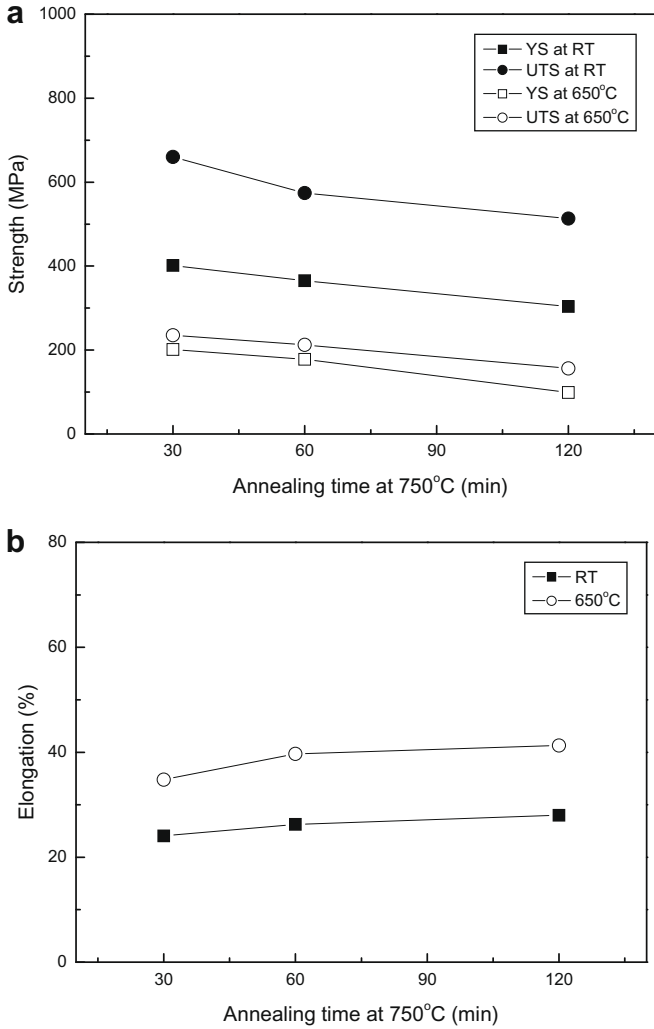 a
1000
800
600
400
200
0
Strength (MPa)
YS at RT
UTS at RT
YS at 650°C
UTS at 650°C
30 60 90 120
Annealing time at 750°C (min)
b
80
60
40
20
0
Elongation (%)
RT
650°C
30 60 90 120
Annealing time at 750°C (min)